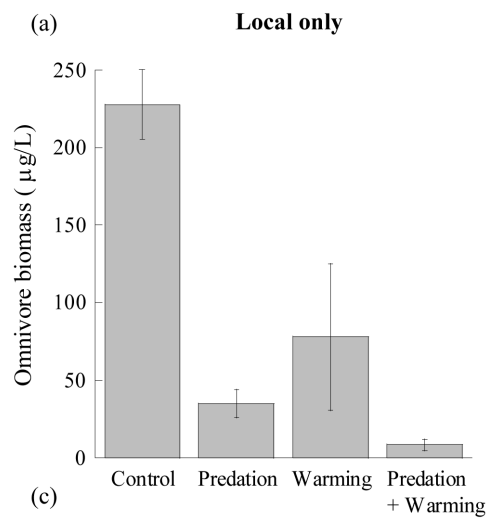 (a) Local only
Omnivore biomass ( µg/L)
250
200
150
100
50
0
Control Predation Warming Predation
+ Warming
(c)